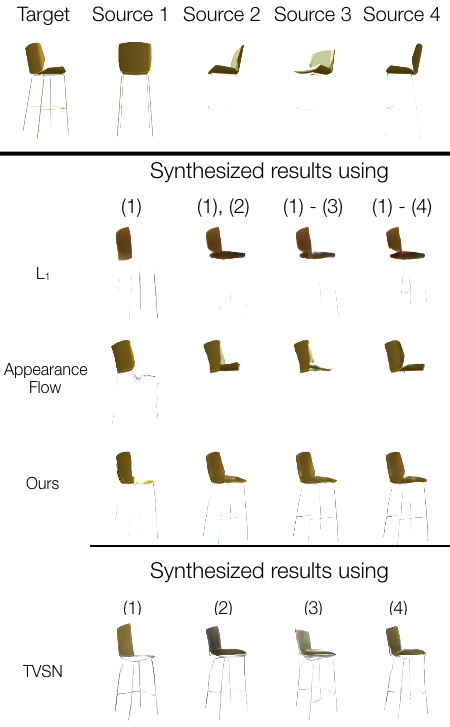 Target Source 1 Source 2 Source 3 Source 4
Synthesized results using
(1) (1), (2) (1) - (3) (1) - (4)
L₁
Appearance
Flow
Ours
Synthesized results using
(1) (2) (3) (4)
TVSN